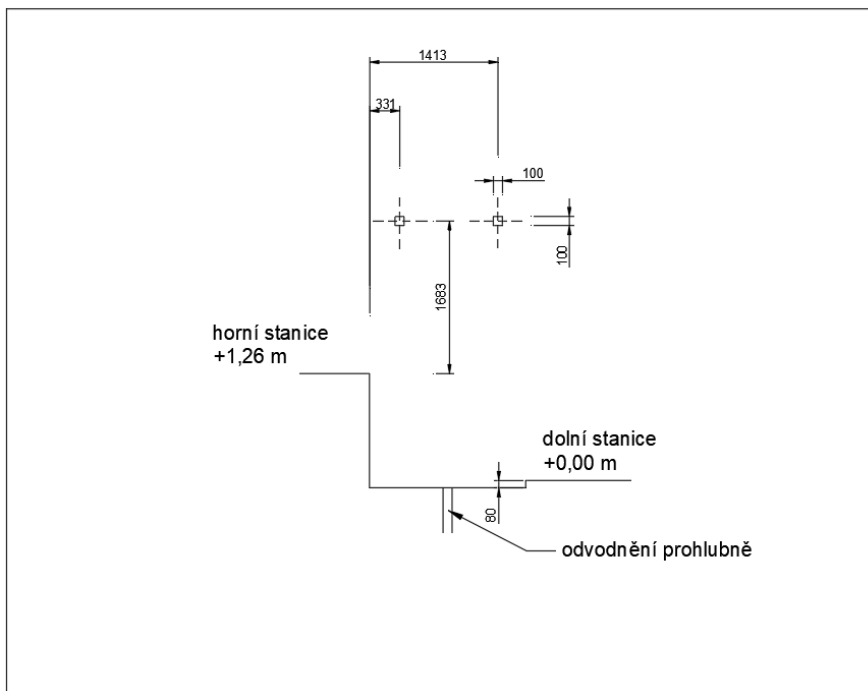 1413
331
100
100
1683
horní stanice
+1,26 m
dolní stanice
+0,00 m
80
odvodnění prohlubně